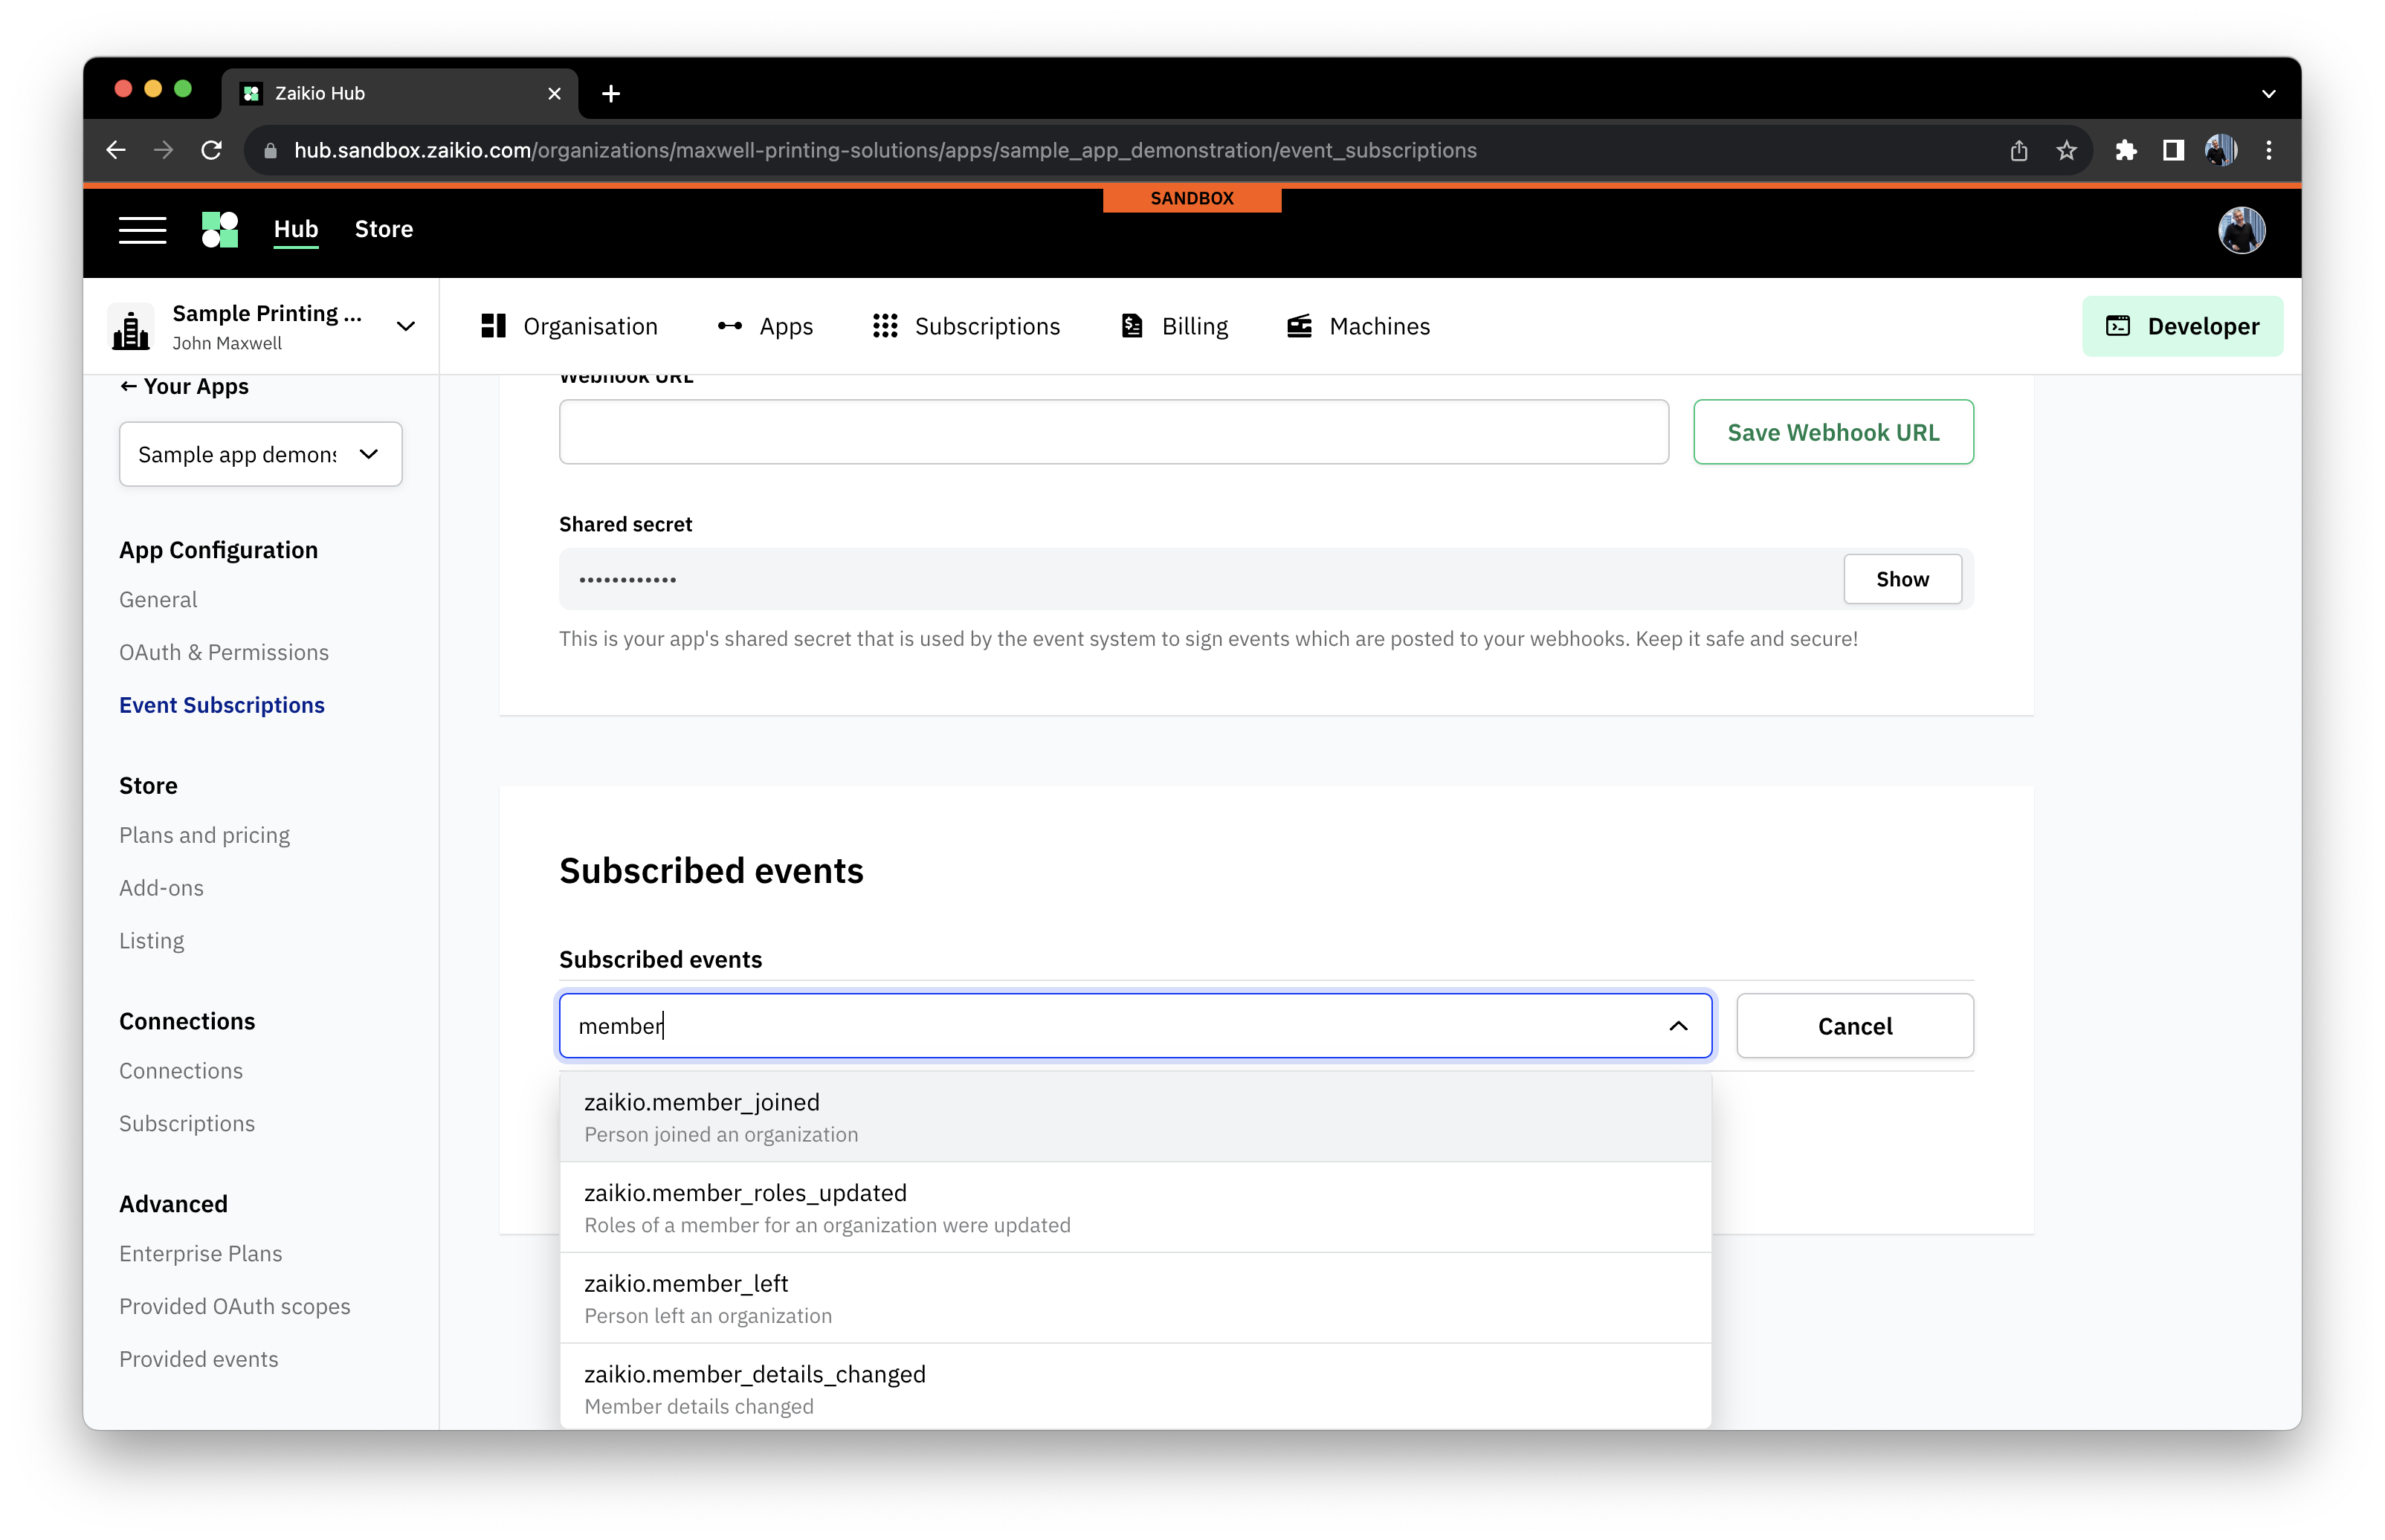 Zaikio Hub
hub.sandbox.zaikio.com/organizations/maxwell-printing-solutions/apps/sample_app_demonstration/event_subscriptions
SANDBOX
Hub
Store
Sample Printing ...
John Maxwell
Organisation
Apps
Subscriptions
Billing
Machines
Developer
← Your Apps
Sample app demons
App Configuration
General
OAuth & Permissions
Event Subscriptions
Store
Plans and pricing
Add-ons
Listing
Connections
Connections
Subscriptions
Advanced
Enterprise Plans
Provided OAuth scopes
Provided events
Webhook URL
Save Webhook URL
Shared secret
••••••••••••
Show
This is your app's shared secret that is used by the event system to sign events which are posted to your webhooks. Keep it safe and secure!
Subscribed events
Subscribed events
member
Cancel
zaikio.member_joined
Person joined an organization
zaikio.member_roles_updated
Roles of a member for an organization were updated
zaikio.member_left
Person left an organization
zaikio.member_details_changed
Member details changed